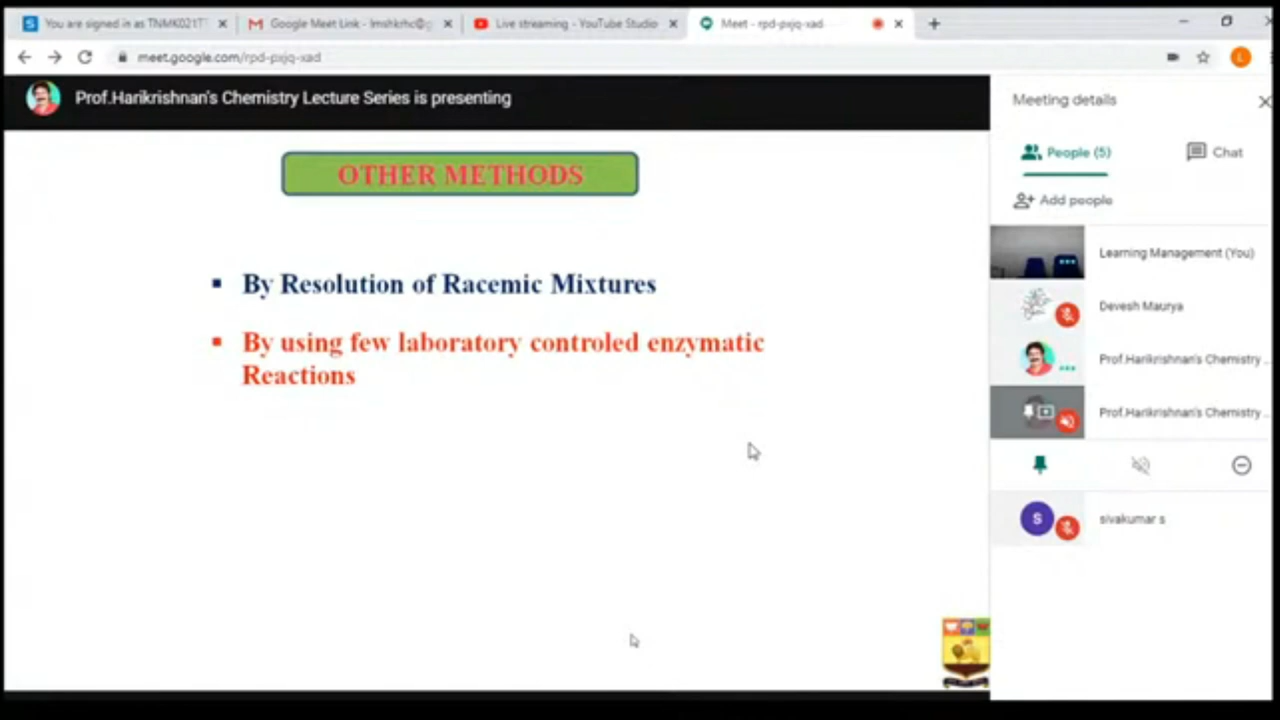 You are signed in as TNMK021T
Google Meet Link - lmshkrhc@g
Live streaming - YouTube Studio
Meet - rpd-pxjq-xad
meet.google.com/rpd-pxjq-xad
L
Prof.Harikrishnan's Chemistry Lecture Series is presenting
Meeting details
People (5)
Chat
Add people
OTHER METHODS
By Resolution of Racemic Mixtures
By using few laboratory controled enzymatic
Reactions
Learning Management (You)
Devesh Maurya
Prof.Harikrishnan's Chemistry ...
Prof.Harikrishnan's Chemistry ...
S
sivakumar s